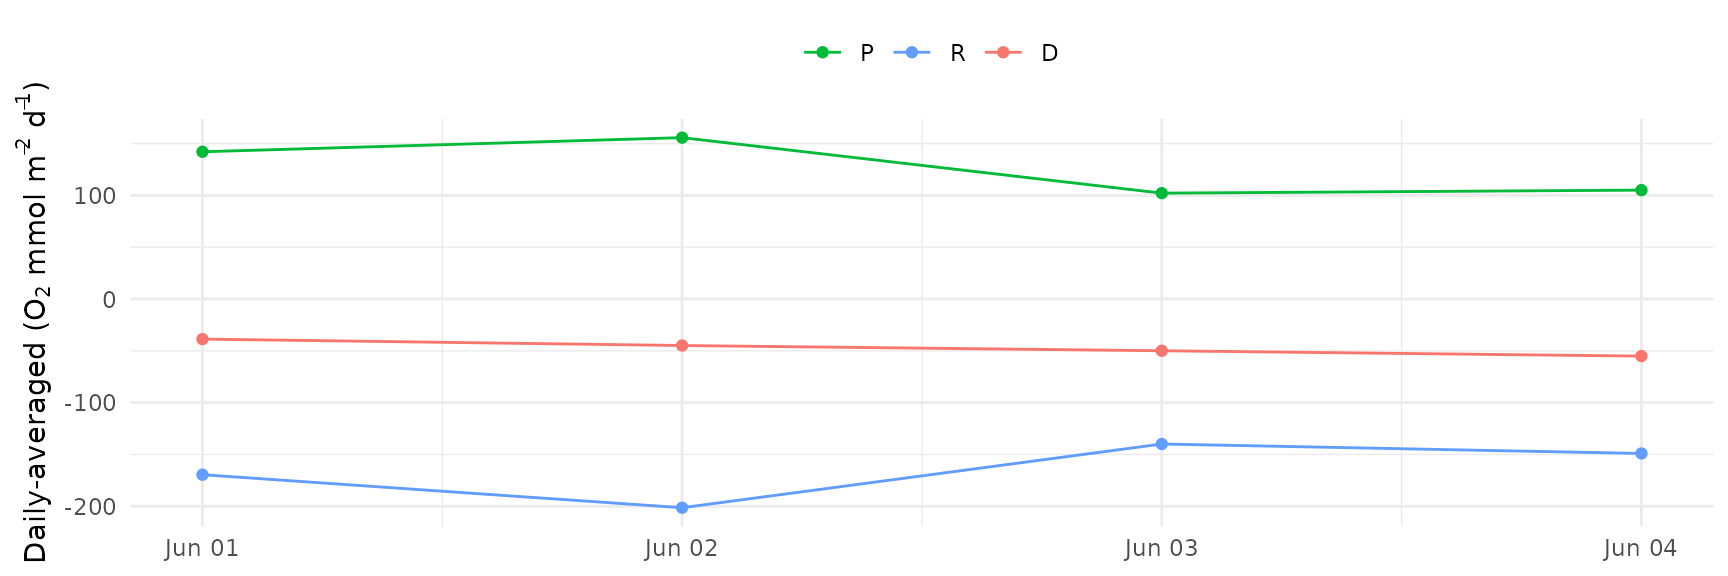 P R D
Daily-averaged (O₂ mmol m⁻² d⁻¹)
100
0
-100
-200
Jun 01 Jun 02 Jun 03 Jun 04